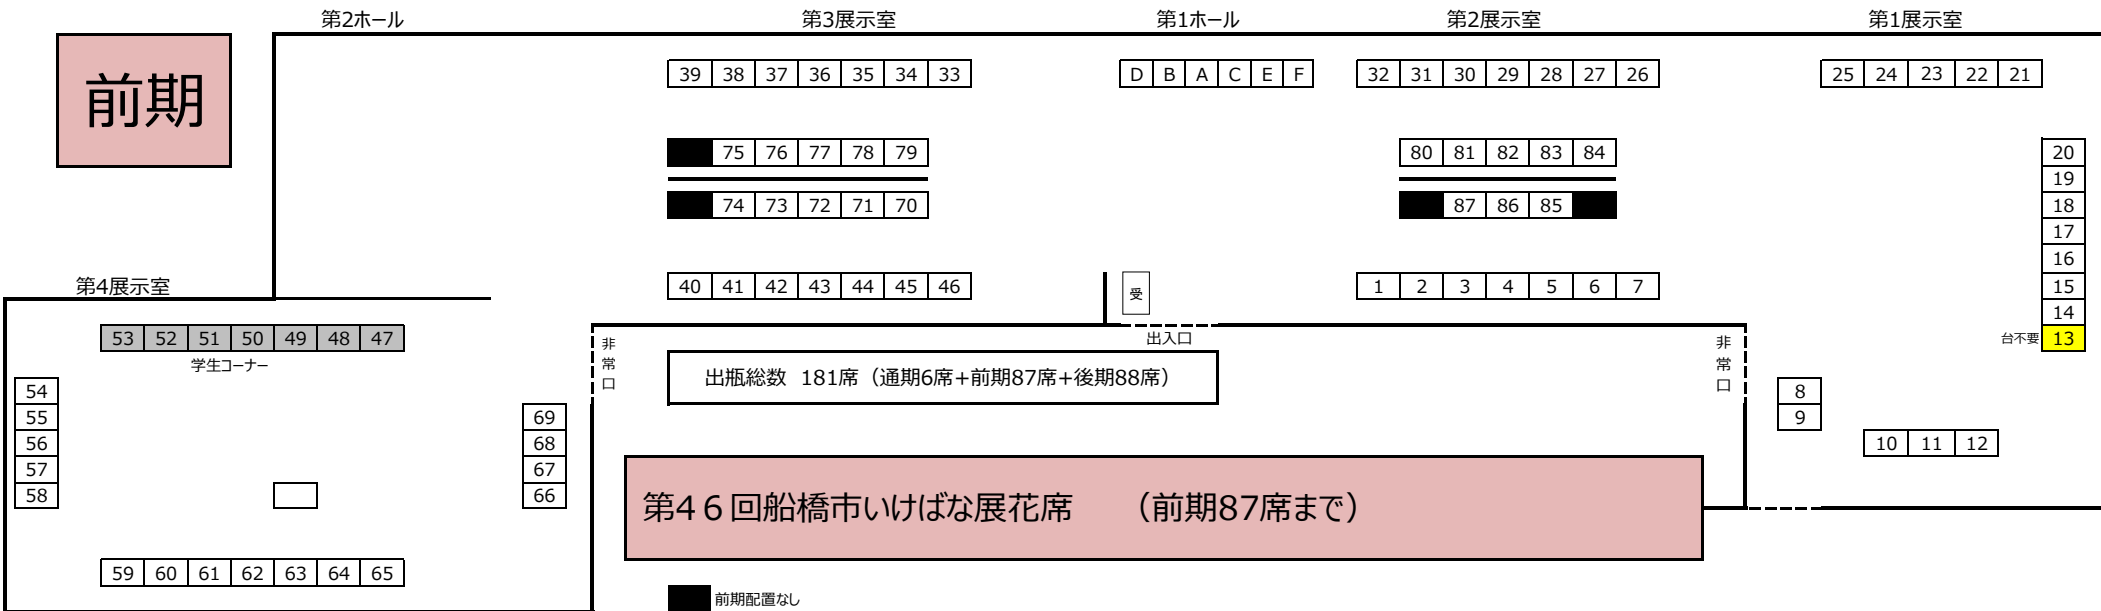 第2ホール 第3展示室 第1ホール 第2展示室 第1展示室
前期
39 38 37 36 35 34 33 D B A C E F 32 31 30 29 28 27 26 25 24 23 22 21
75 76 77 78 79 80 81 82 83 84 20
19
74 73 72 71 70 87 86 85 18
17
16
第4展示室 40 41 42 43 44 45 46 受 1 2 3 4 5 6 7 15
14
53 52 51 50 49 48 47 出入口 台不要 13
学生コーナー
非常口
非常口
出瓶総数 181席（通期6席+前期87席+後期88席）
54 8
55 69 9
56 68 10 11 12
57 67
58 66
第46回船橋市いけばな展花席 （前期87席まで）
59 60 61 62 63 64 65
前期配置なし